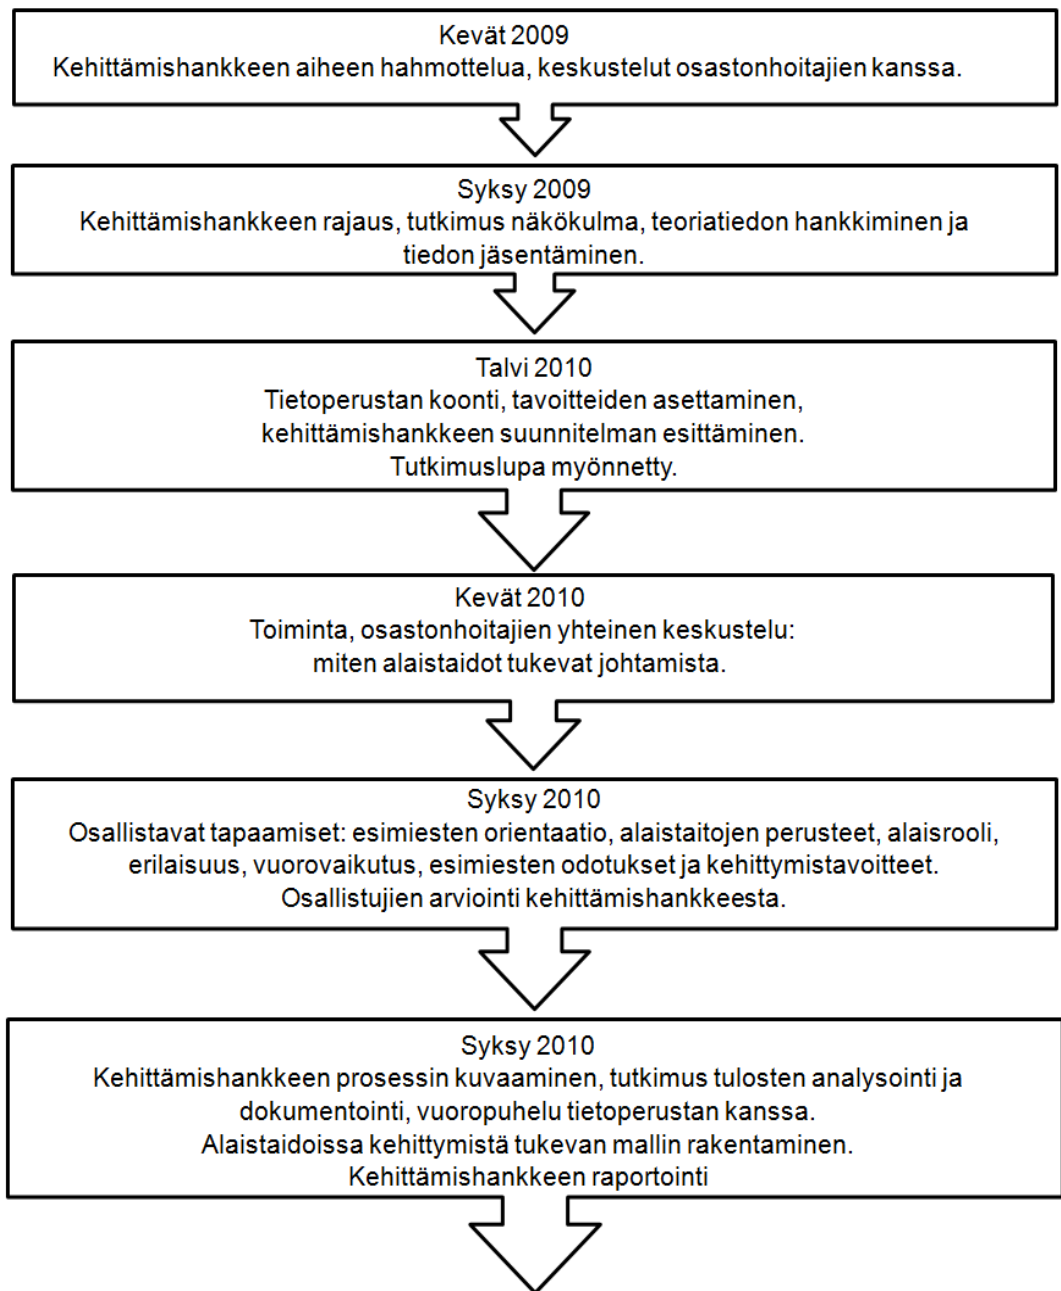 Kevät 2009
Kehittämishankkeen aiheen hahmottelua, keskustelut osastonhoitajien kanssa.
Syksy 2009
Kehittämishankkeen rajaus, tutkimus näkökulma, teoriatiedon hankkiminen ja
tiedon jäsentäminen.
Talvi 2010
Tietoperustan koonti, tavoitteiden asettaminen,
kehittämishankkeen suunnitelman esittäminen.
Tutkimuslupa myönnetty.
Kevät 2010
Toiminta, osastonhoitajien yhteinen keskustelu:
miten alaistaidot tukevat johtamista.
Syksy 2010
Osallistavat tapaamiset: esimiesten orientaatio, alaistaitojen perusteet, alaisrooli,
erilaisuus, vuorovaikutus, esimiesten odotukset ja kehittymistavoitteet.
Osallistujien arviointi kehittämishankkeesta.
Syksy 2010
Kehittämishankkeen prosessin kuvaaminen, tutkimus tulosten analysointi ja
dokumentointi, vuoropuhelu tietoperustan kanssa.
Alaistaidoissa kehittymistä tukevan mallin rakentaminen.
Kehittämishankkeen raportointi